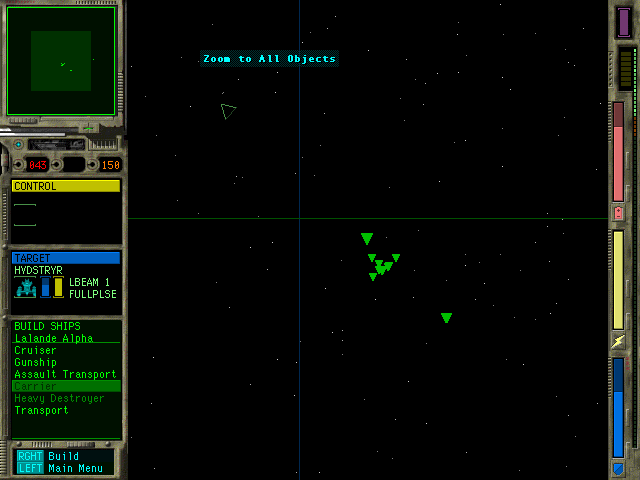 Zoom to All Objects
043
150
CONTROL
TARGET
HVDSTRYR
LBEAM 1
FULLPLSE
BUILD SHIPS
Lalande Alpha
Cruiser
Gunship
Assault Transport
Carrier
Heavy Destroyer
Transport
RGHT Build
LEFT Main Menu